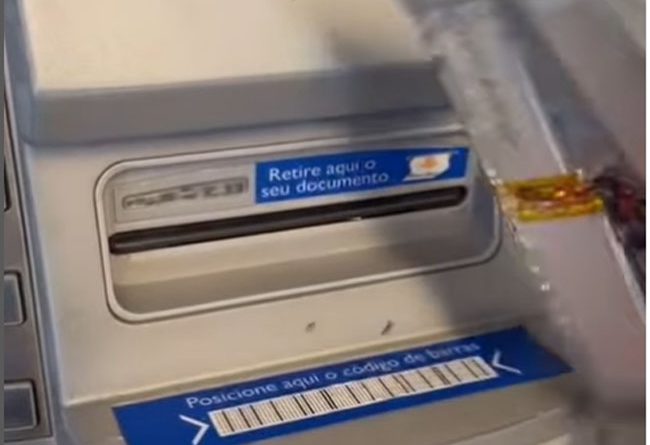 Retire aqui o
seu documento
Posicione aqui o código de barras